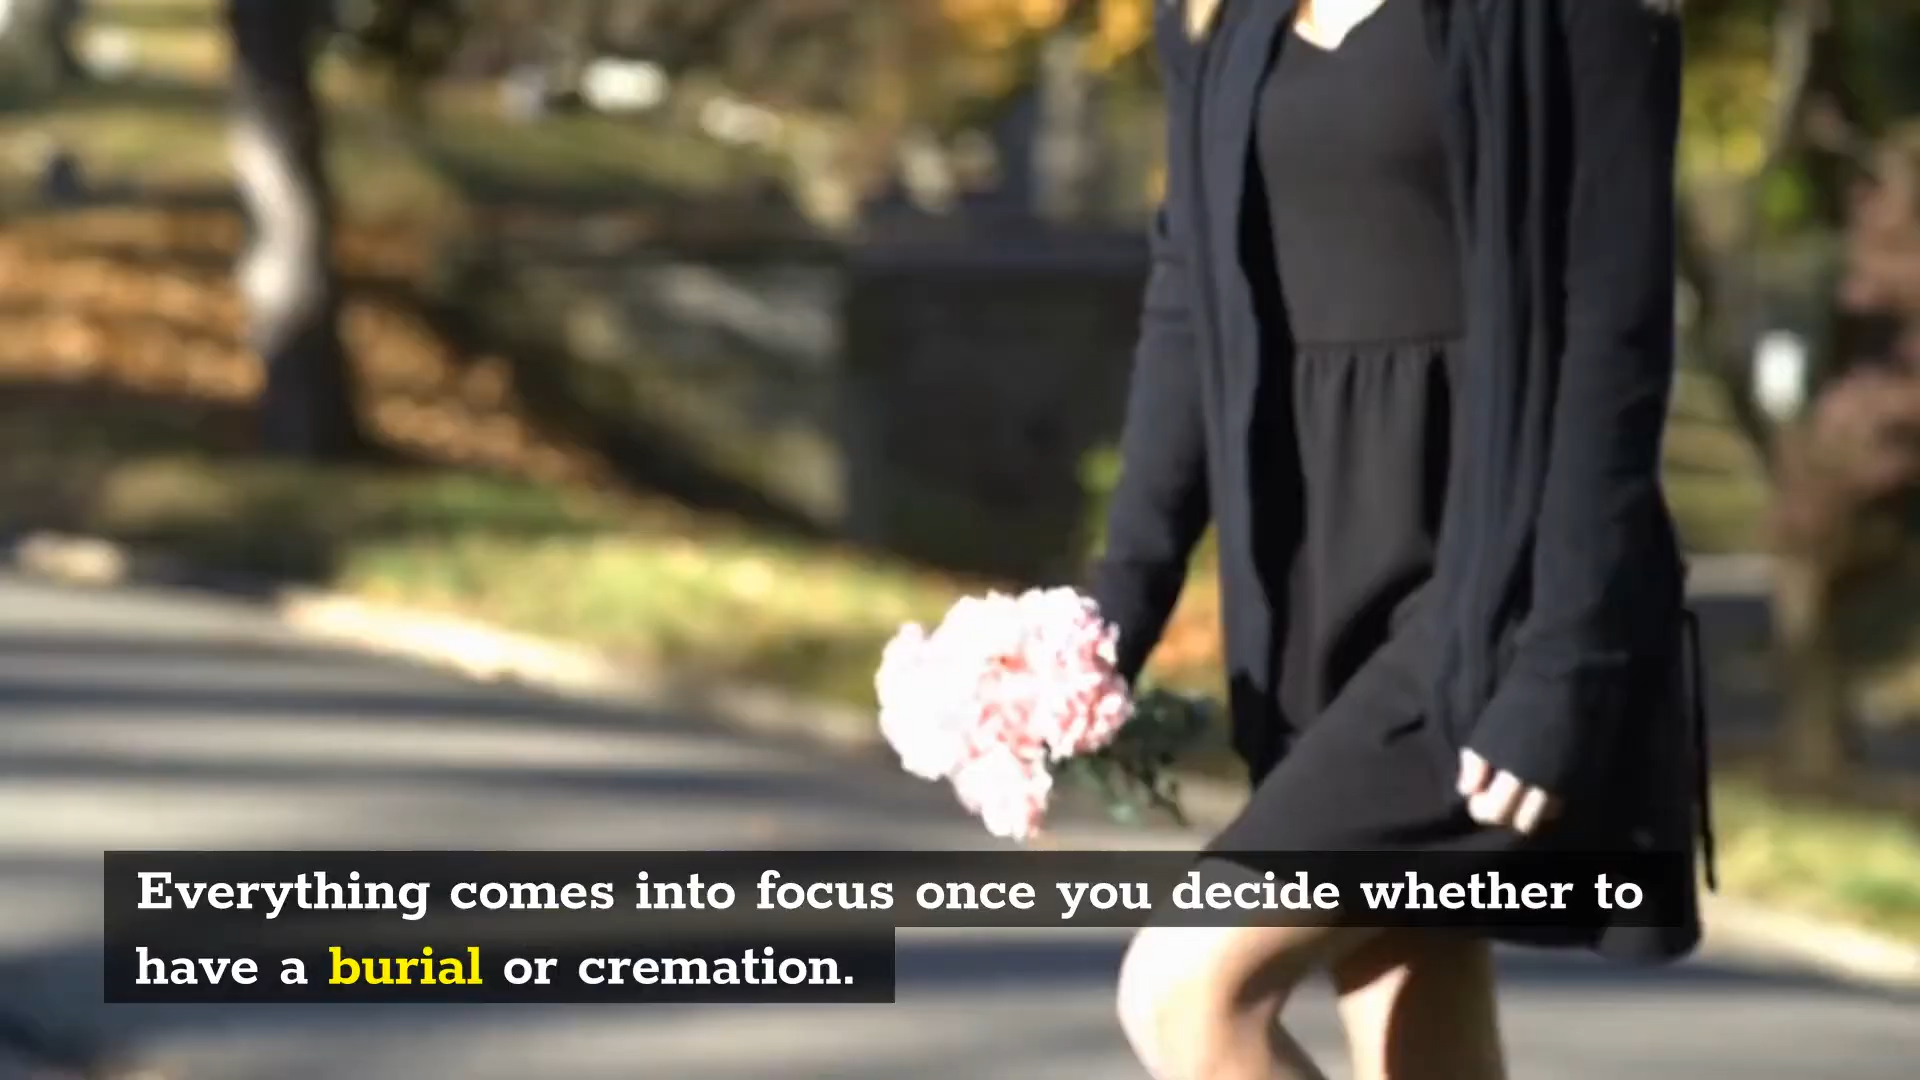 Everything comes into focus once you decide whether to
have a burial or cremation.